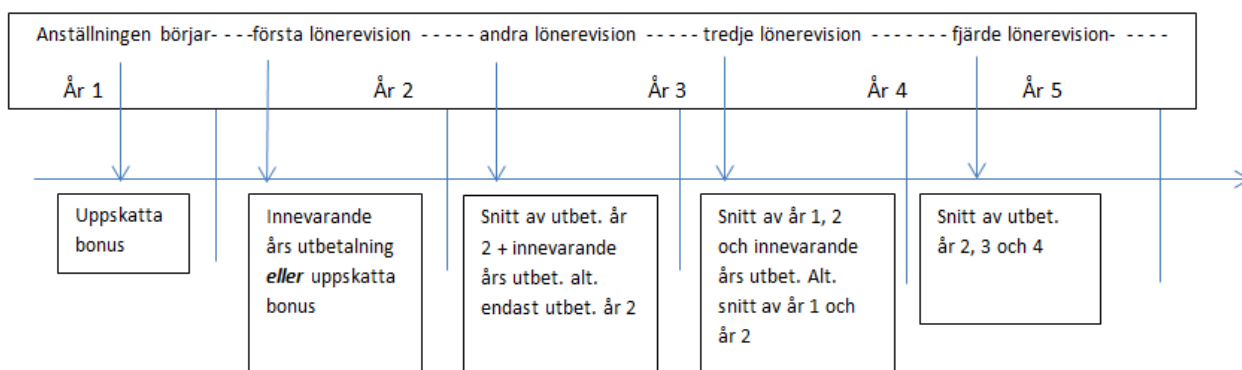 Anställningen börjar- - - -första lönerevision - - - - - andra lönerevision - - - - - tredje lönerevision - - - - - - - fjärde lönerevision- - - - -
År 1 År 2 År 3 År 4 År 5
Uppskatta
bonus
Innevarande
års utbetalning
eller uppskatta
bonus
Snitt av utbet. år
2 + innevarande
års utbet. alt.
endast utbet. år 2
Snitt av år 1, 2
och innevarande
års utbet. Alt.
snitt av år 1 och
år 2
Snitt av utbet.
år 2, 3 och 4